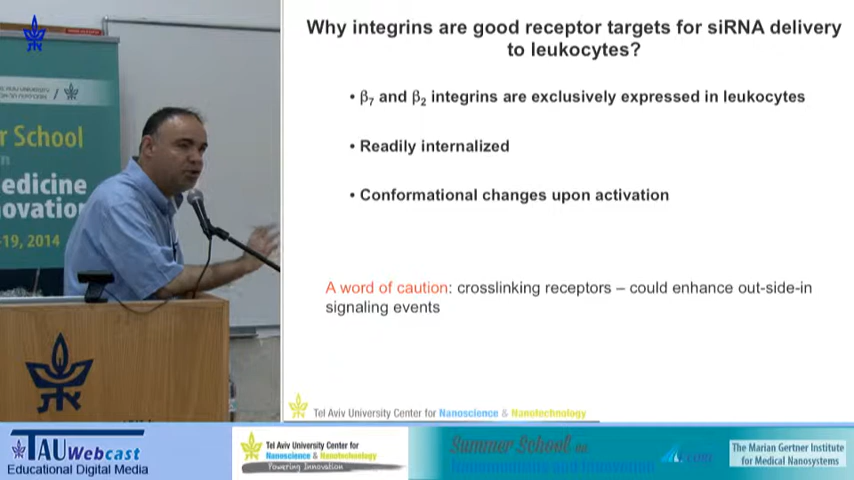 Why integrins are good receptor targets for siRNA delivery
to leukocytes?
• β7 and β2 integrins are exclusively expressed in leukocytes
• Readily internalized
• Conformational changes upon activation
A word of caution: crosslinking receptors – could enhance out-side-in
signaling events
Tel Aviv University Center for Nanoscience & Nanotechnology
r School
edicine
ovation
-19, 2014
TAU Webcast
Educational Digital Media
Tel Aviv University Center for
Nanoscience & Nanotechnology
Powering Innovation
Summer School on
The Marian Gertner Institute
for Medical Nanosystems